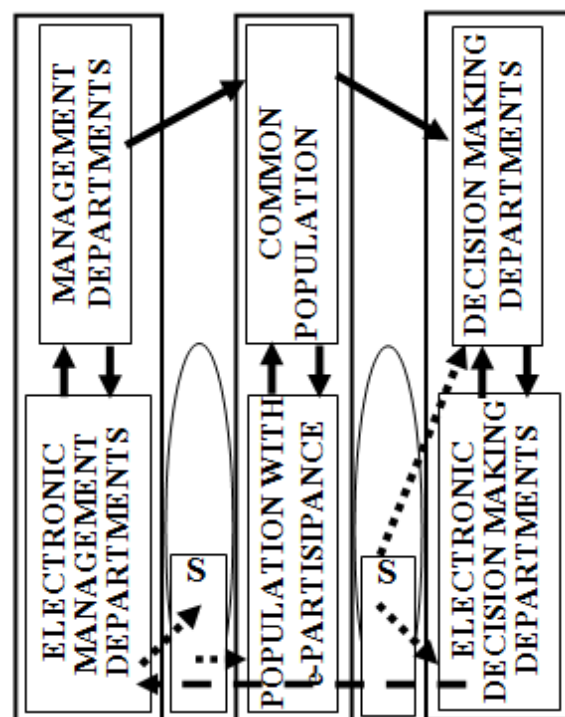 MANAGEMENT
DEPARTMENTS
COMMON
POPULATION
DECISION MAKING
DEPARTMENTS
ELECTRONIC
MANAGEMENT
DEPARTMENTS
S
POPULATION WITH
e-PARTISIPANCE
S
ELECTRONIC
DECISION MAKING
DEPARTMENTS